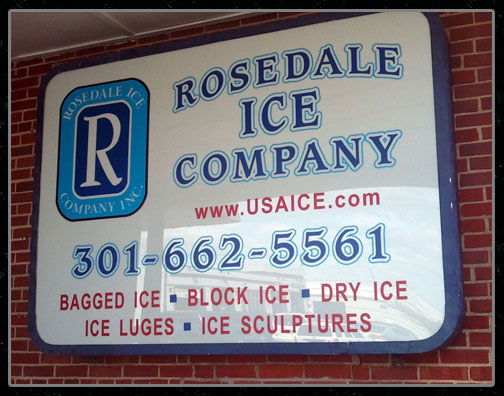 ROSEDALE ICE
R
COMPANY INC.
ROSEDALE
ICE
COMPANY
www.USAICE.com
301-662-5561
BAGGED ICE ▪ BLOCK ICE ▪ DRY ICE
ICE LUGES ▪ ICE SCULPTURES